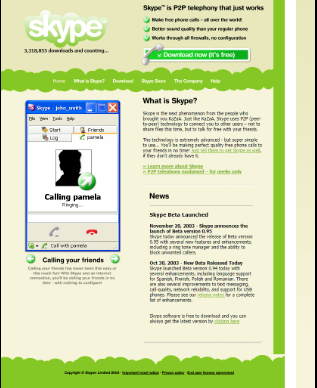 skype
3,318,855 downloads and counting...
Skype™ is P2P telephony that just works
Make free phone calls - all over the world!
Better sound quality than your regular phone
Works through all firewalls, no configuration
Download now (it's free)
Home What is Skype? Download Skype Store The Company Help
Skype - john_smith
File View Tools Help
Start Friends
Log pamela
Calling pamela
Ringing...
Call with pamela
Calling your friends
Calling your friends has never been this easy or
this much fun! With Skype and an internet
connection, you'll be calling your friends in no
time - with nothing to configure!
What is Skype?
Skype is the next phenomenon from the people who
brought you KaZaA. Just like KaZaA, Skype uses P2P (peer-
to-peer) technology to connect you to other users - not to
share files this time, but to talk for free with your friends.
The technology is extremely advanced - but super simple
to use... You'll be making perfect quality free phone calls to
your friends in no time! Just tell them to get Skype as well,
if they don't already have it.
> Learn more about Skype
> P2P telephony explained - for geeks only
News
Skype Beta Launched
November 20, 2003 - Skype announces the
launch of Beta version 0.95
Skype today announced the release of Beta version
0.95 with several new features and enhancements,
including a ring tone manager and the ability to
block unwanted callers.
Oct 30, 2003 - New Beta Released Today
Skype launched Beta version 0.94 today with
several enhancements, including language support
for Spanish, French, Polish and Romanian. There
are also several improvements to text messaging,
call-quality, network reliability, and support for USB
phones. Please see our release notes for a complete
list of enhancements.
Skype software is free to download and you can
always get the latest version by clicking here
Copyright © Skyper Limited 2003 - Important legal notice - Privacy policy - End user license agreement